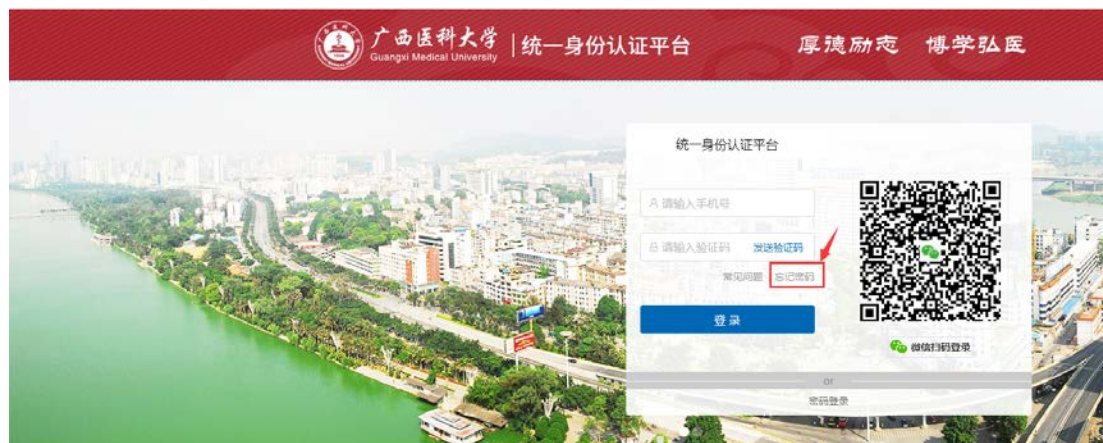 广西医科大学
Guangxi Medical University
统一身份认证平台
厚德励志 博学弘医
统一身份认证平台
请输入手机号
请输入验证码 发送验证码
常见问题 忘记密码
登录
微信扫码登录
or
密码登录